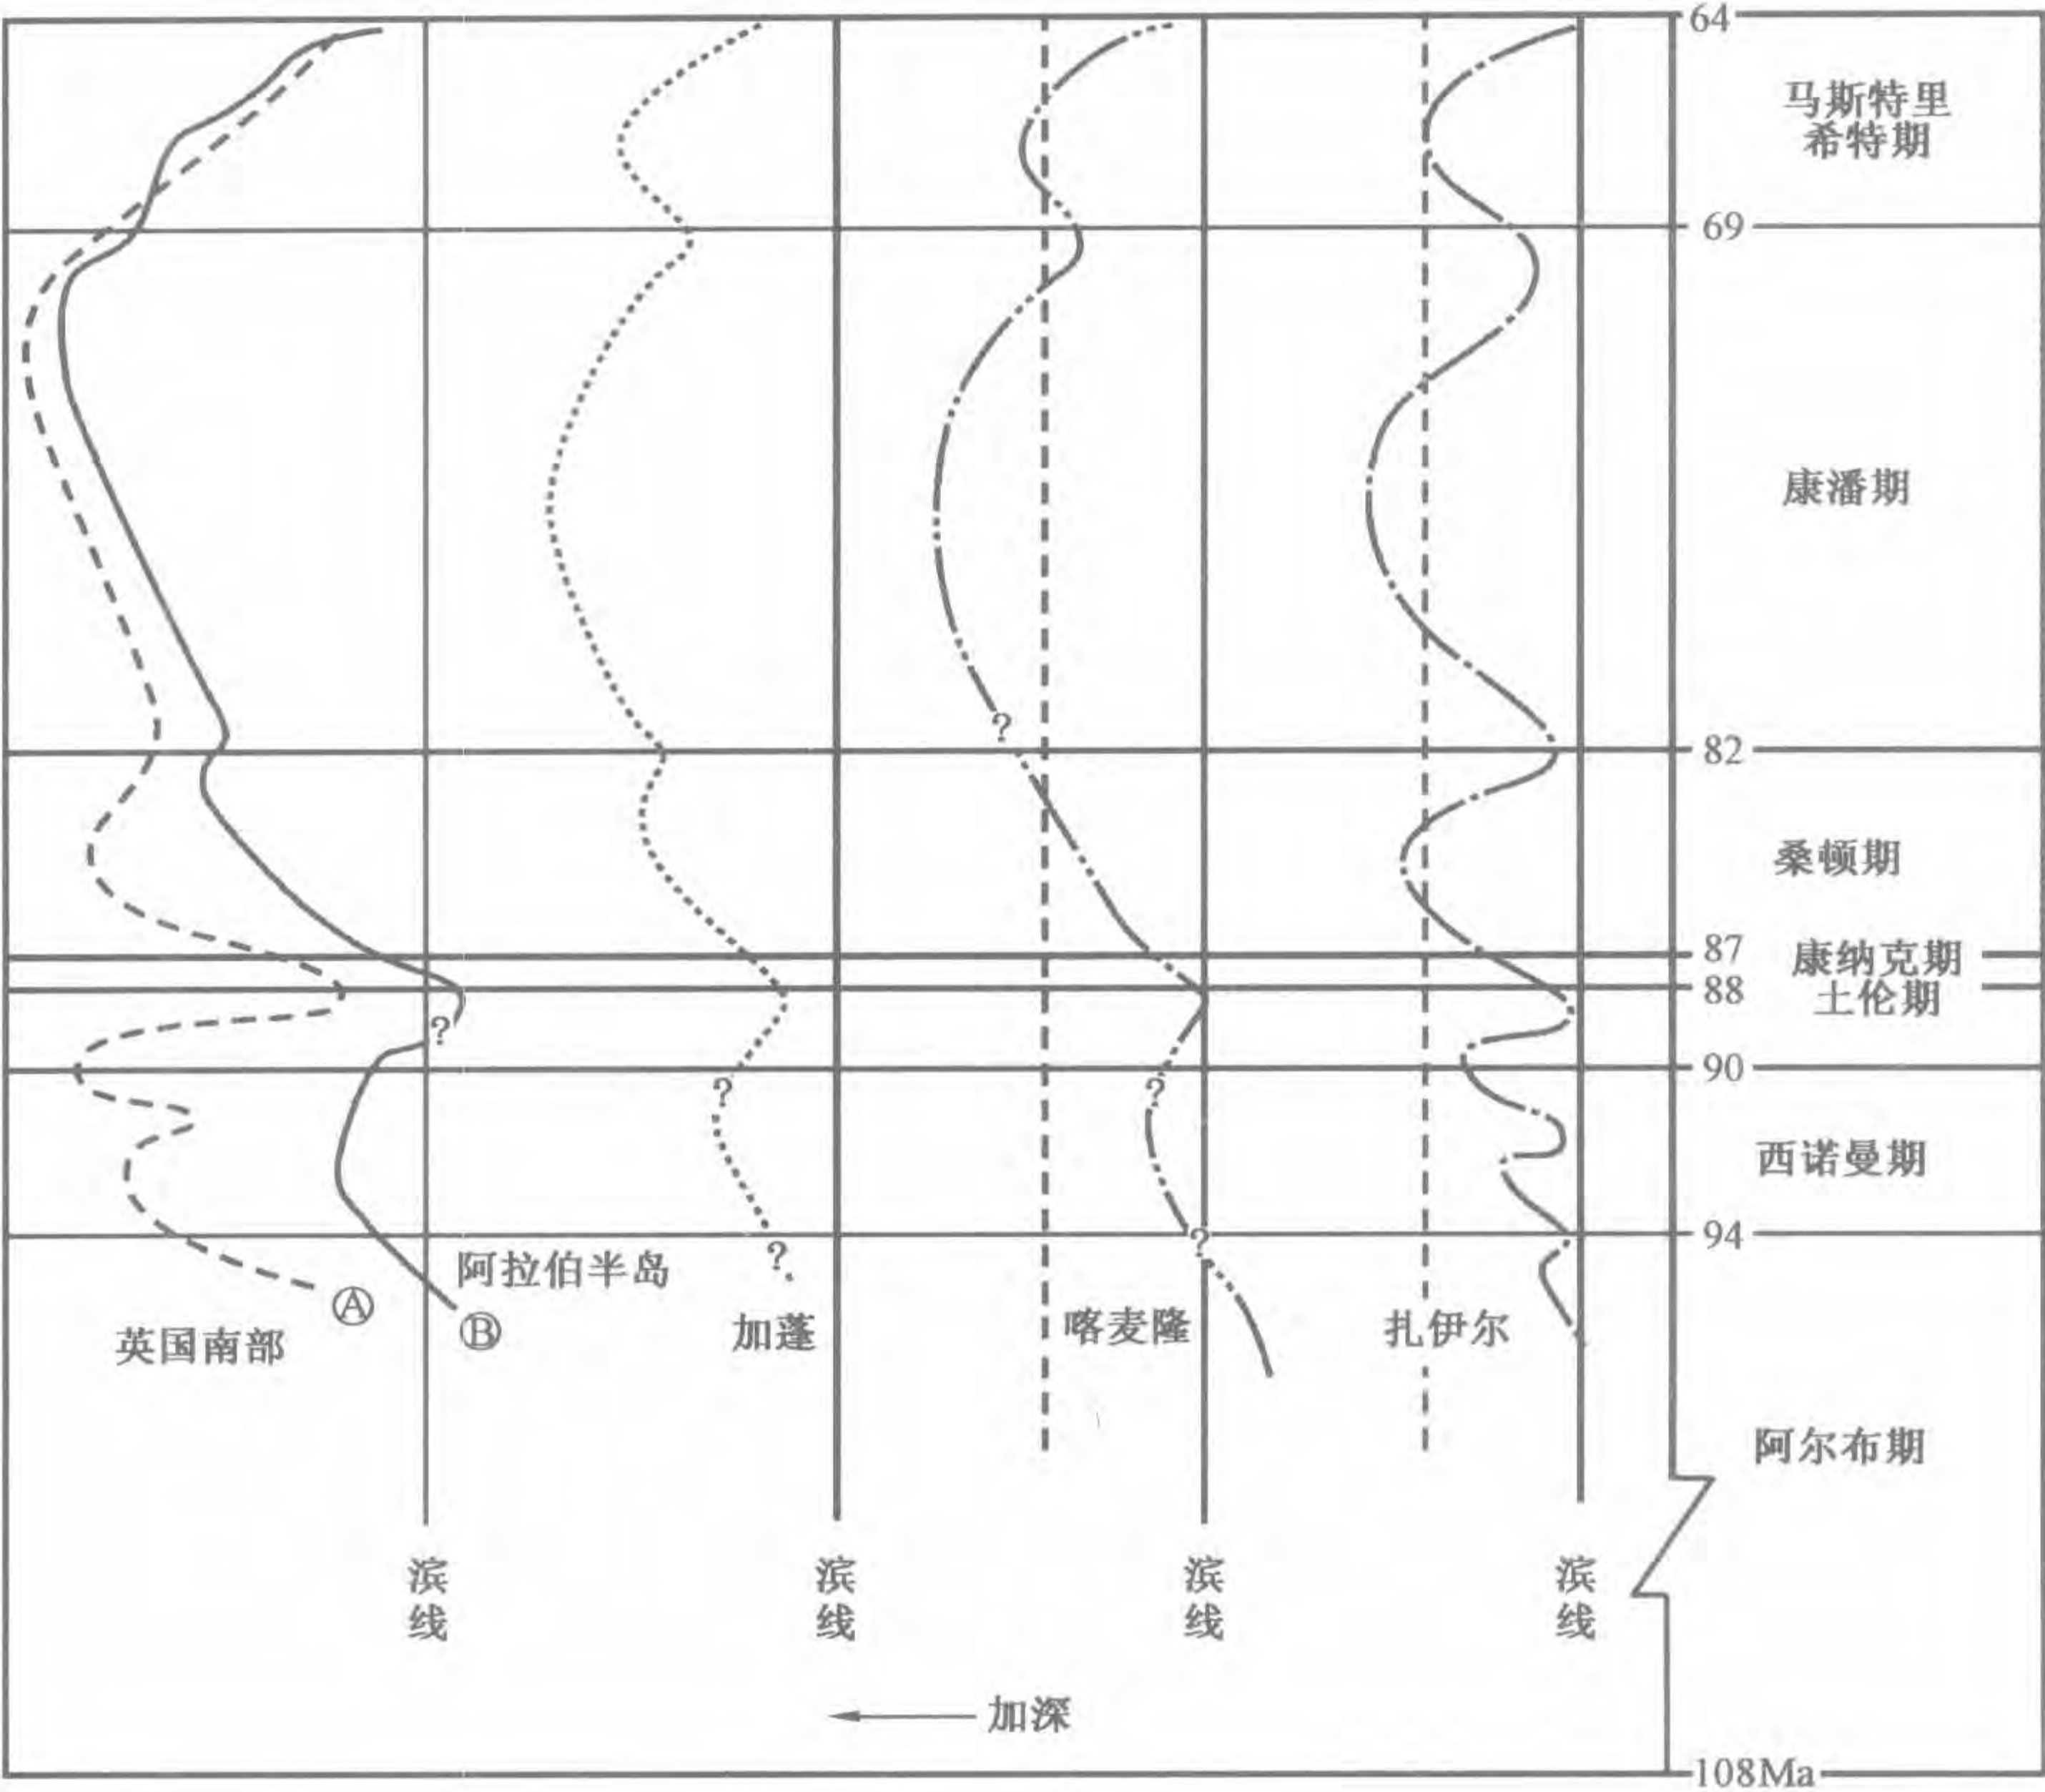 64
马斯特里
希特期
69
康潘期
?
82
桑顿期
87
康纳克期
88
土伦期
?
90
?
?
西诺曼期
94
?
?
阿拉伯半岛
英国南部
Ⓐ
Ⓑ
加蓬
喀麦隆
扎伊尔
阿尔布期
滨线
滨线
滨线
滨线
加深
108Ma